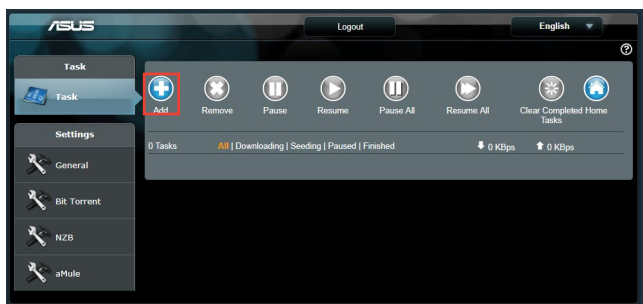 ASUS
Logout
English
Task
Task
Add
Remove
Pause
Resume
Pause All
Resume All
Clear Completed Tasks
Home
Settings
0 Tasks
All | Downloading | Seeding | Paused | Finished
0 KBps
0 KBps
General
Bit Torrent
NZB
aMule